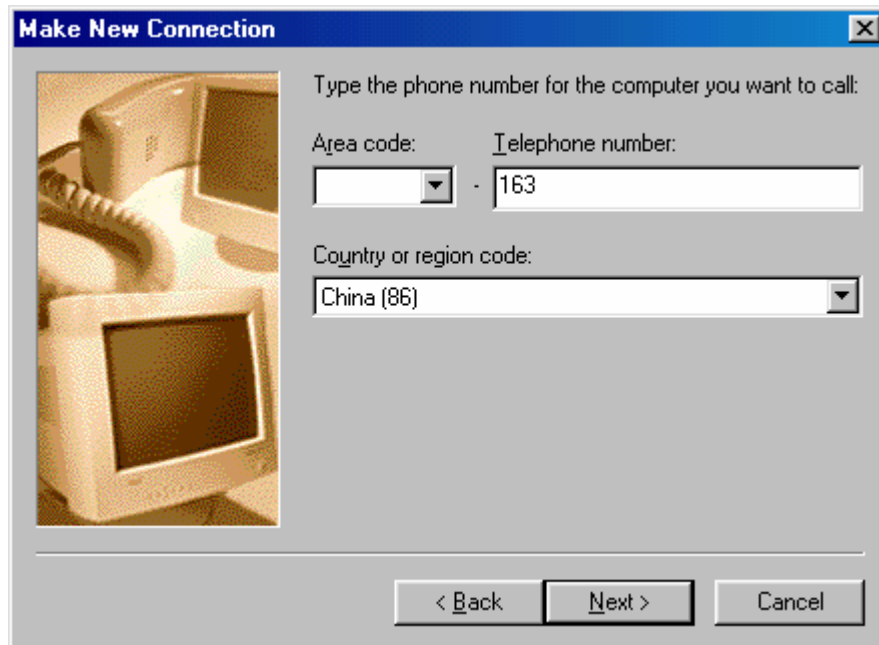 Make New Connection
Type the phone number for the computer you want to call:
Area code: Telephone number:
- 163
Country or region code:
China (86)
< Back Next > Cancel